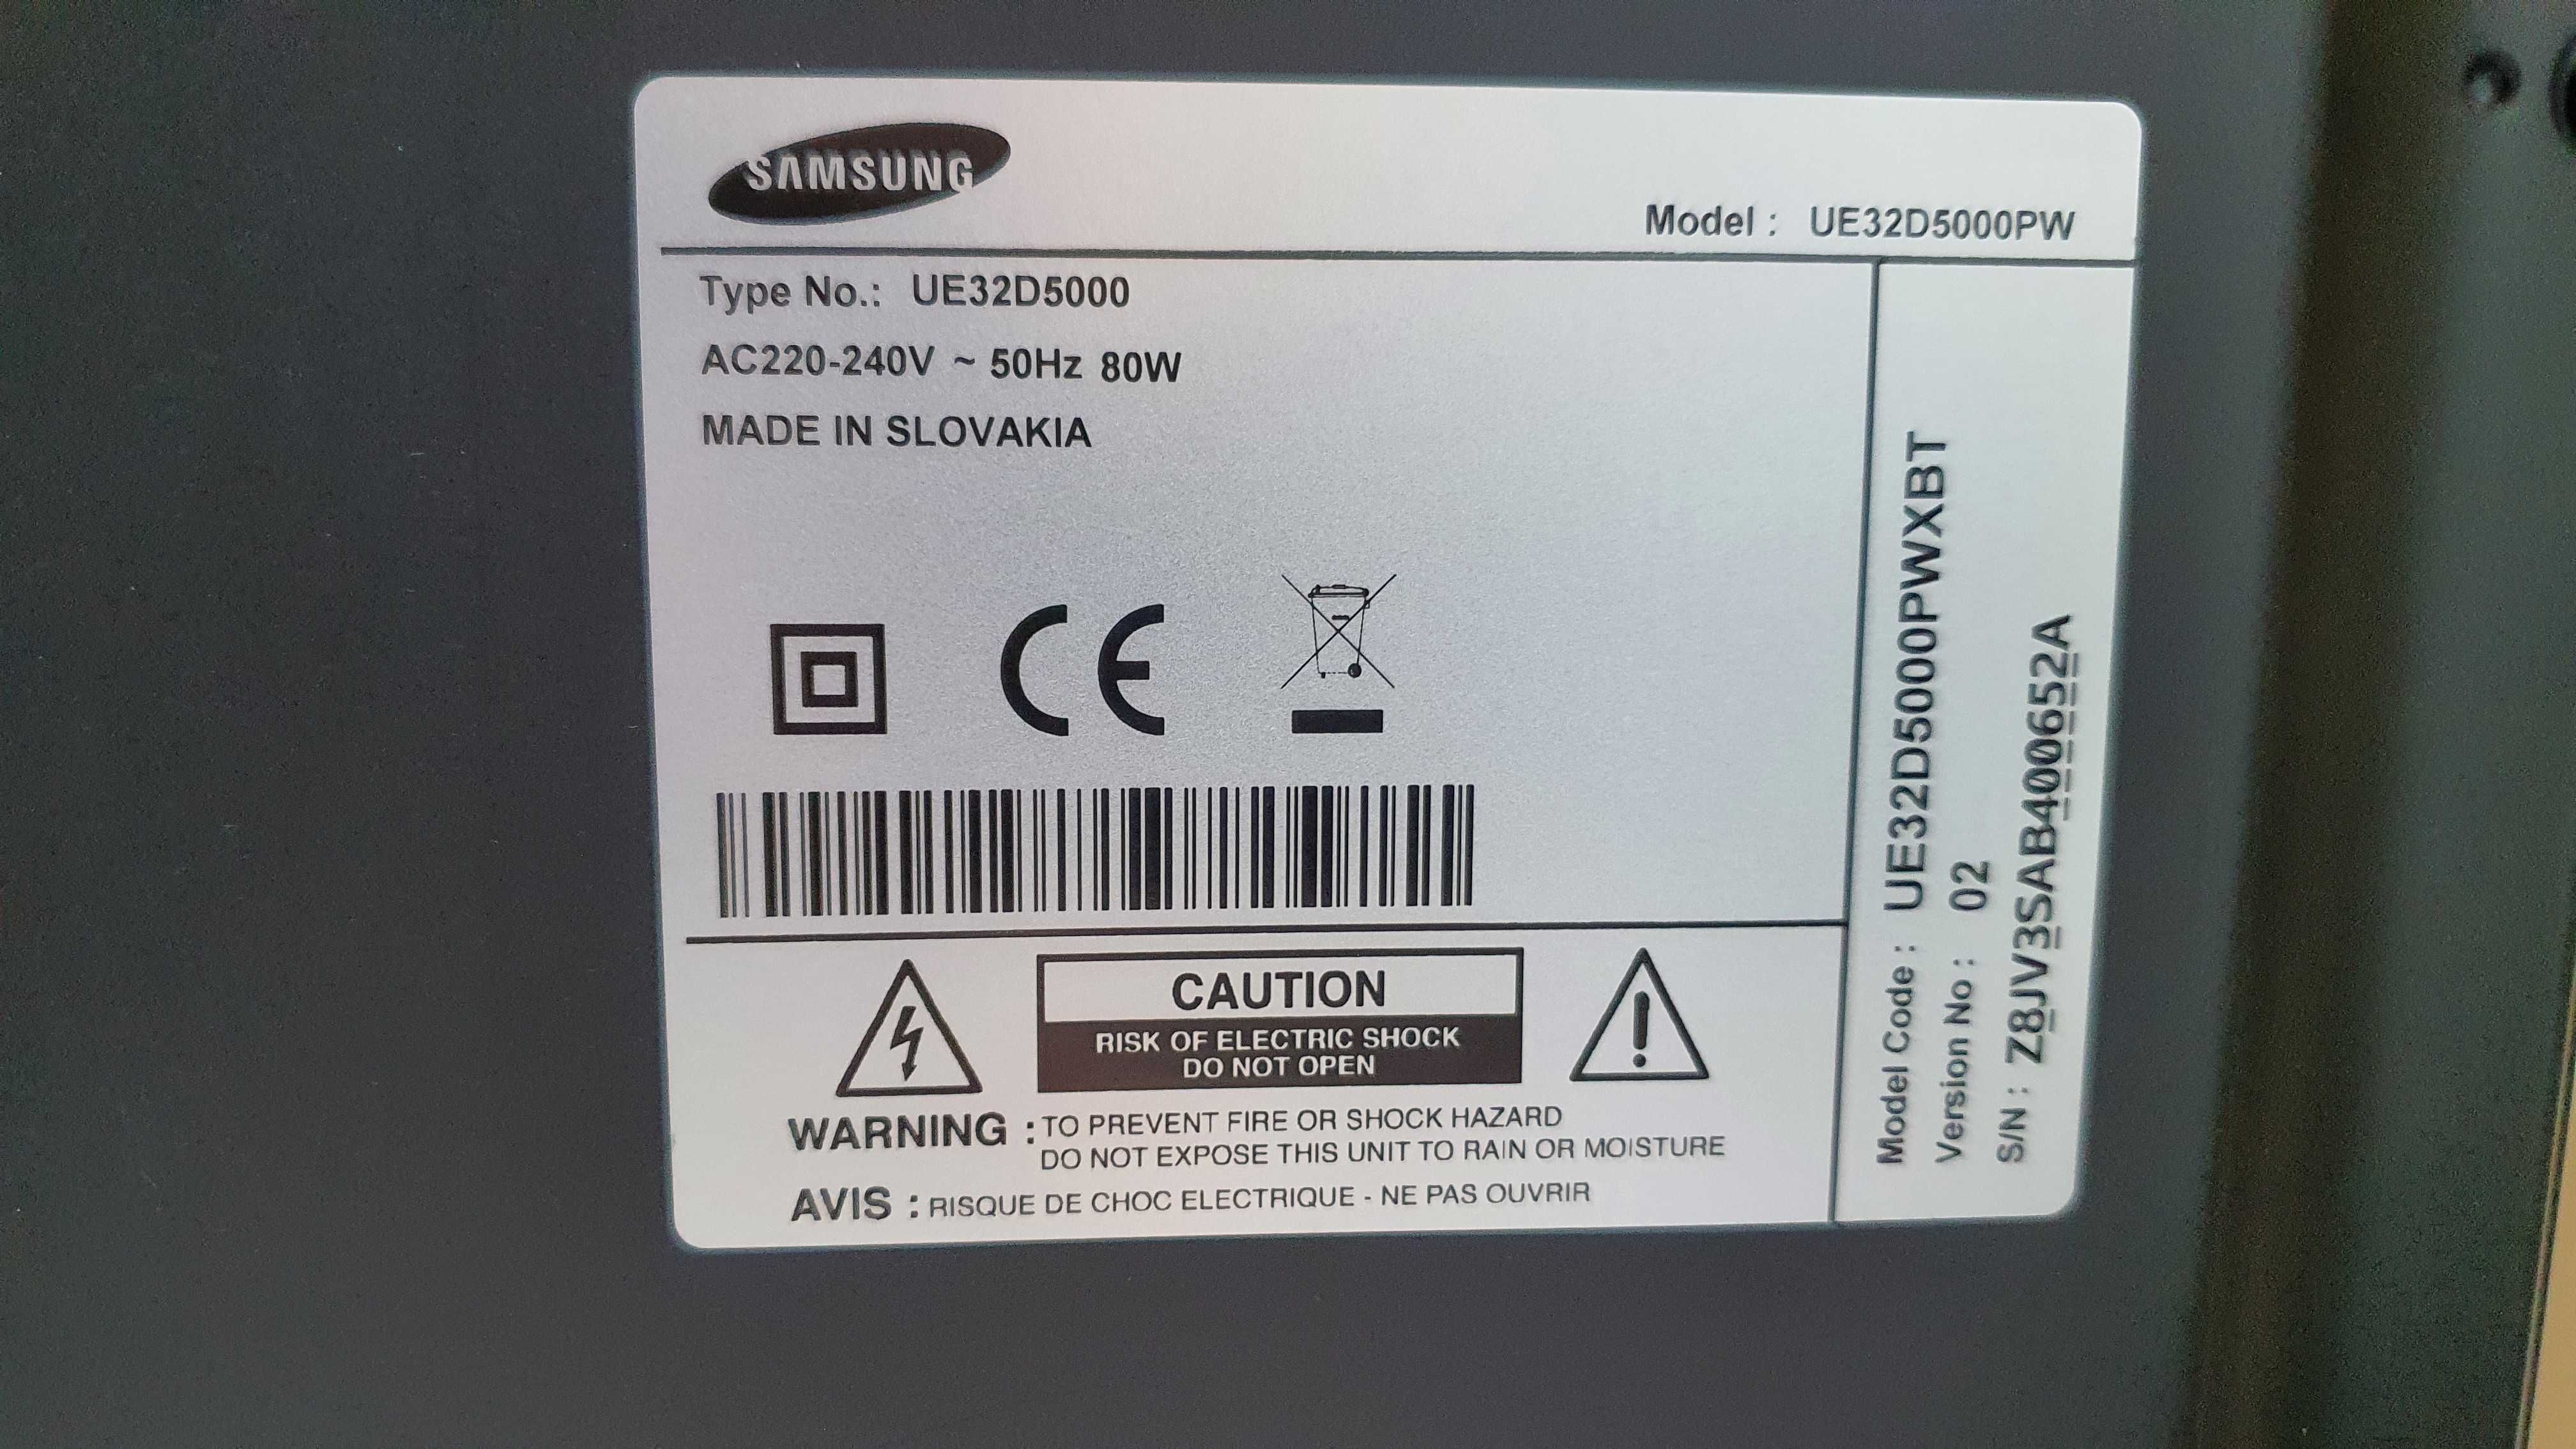 SAMSUNG
Model : UE32D5000PW
Type No.: UE32D5000
AC220-240V ~ 50Hz 80W
MADE IN SLOVAKIA
CE
CAUTION
RISK OF ELECTRIC SHOCK
DO NOT OPEN
WARNING : TO PREVENT FIRE OR SHOCK HAZARD
DO NOT EXPOSE THIS UNIT TO RAIN OR MOISTURE
AVIS : RISQUE DE CHOC ELECTRIQUE - NE PAS OUVRIR
Model Code : UE32D5000PWXBT
Version No : 02
S/N : Z8JV3SAB400652A